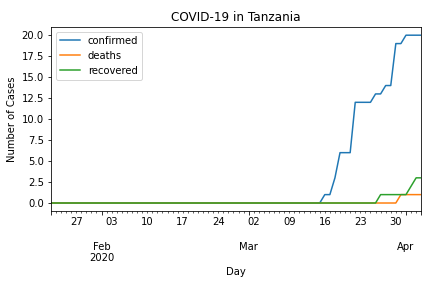 COVID-19 in Tanzania
confirmed
deaths
recovered
Number of Cases
20.0
17.5
15.0
12.5
10.0
7.5
5.0
2.5
0.0
27 03 10 17 24 02 09 16 23 30
Feb Mar Apr
2020
Day